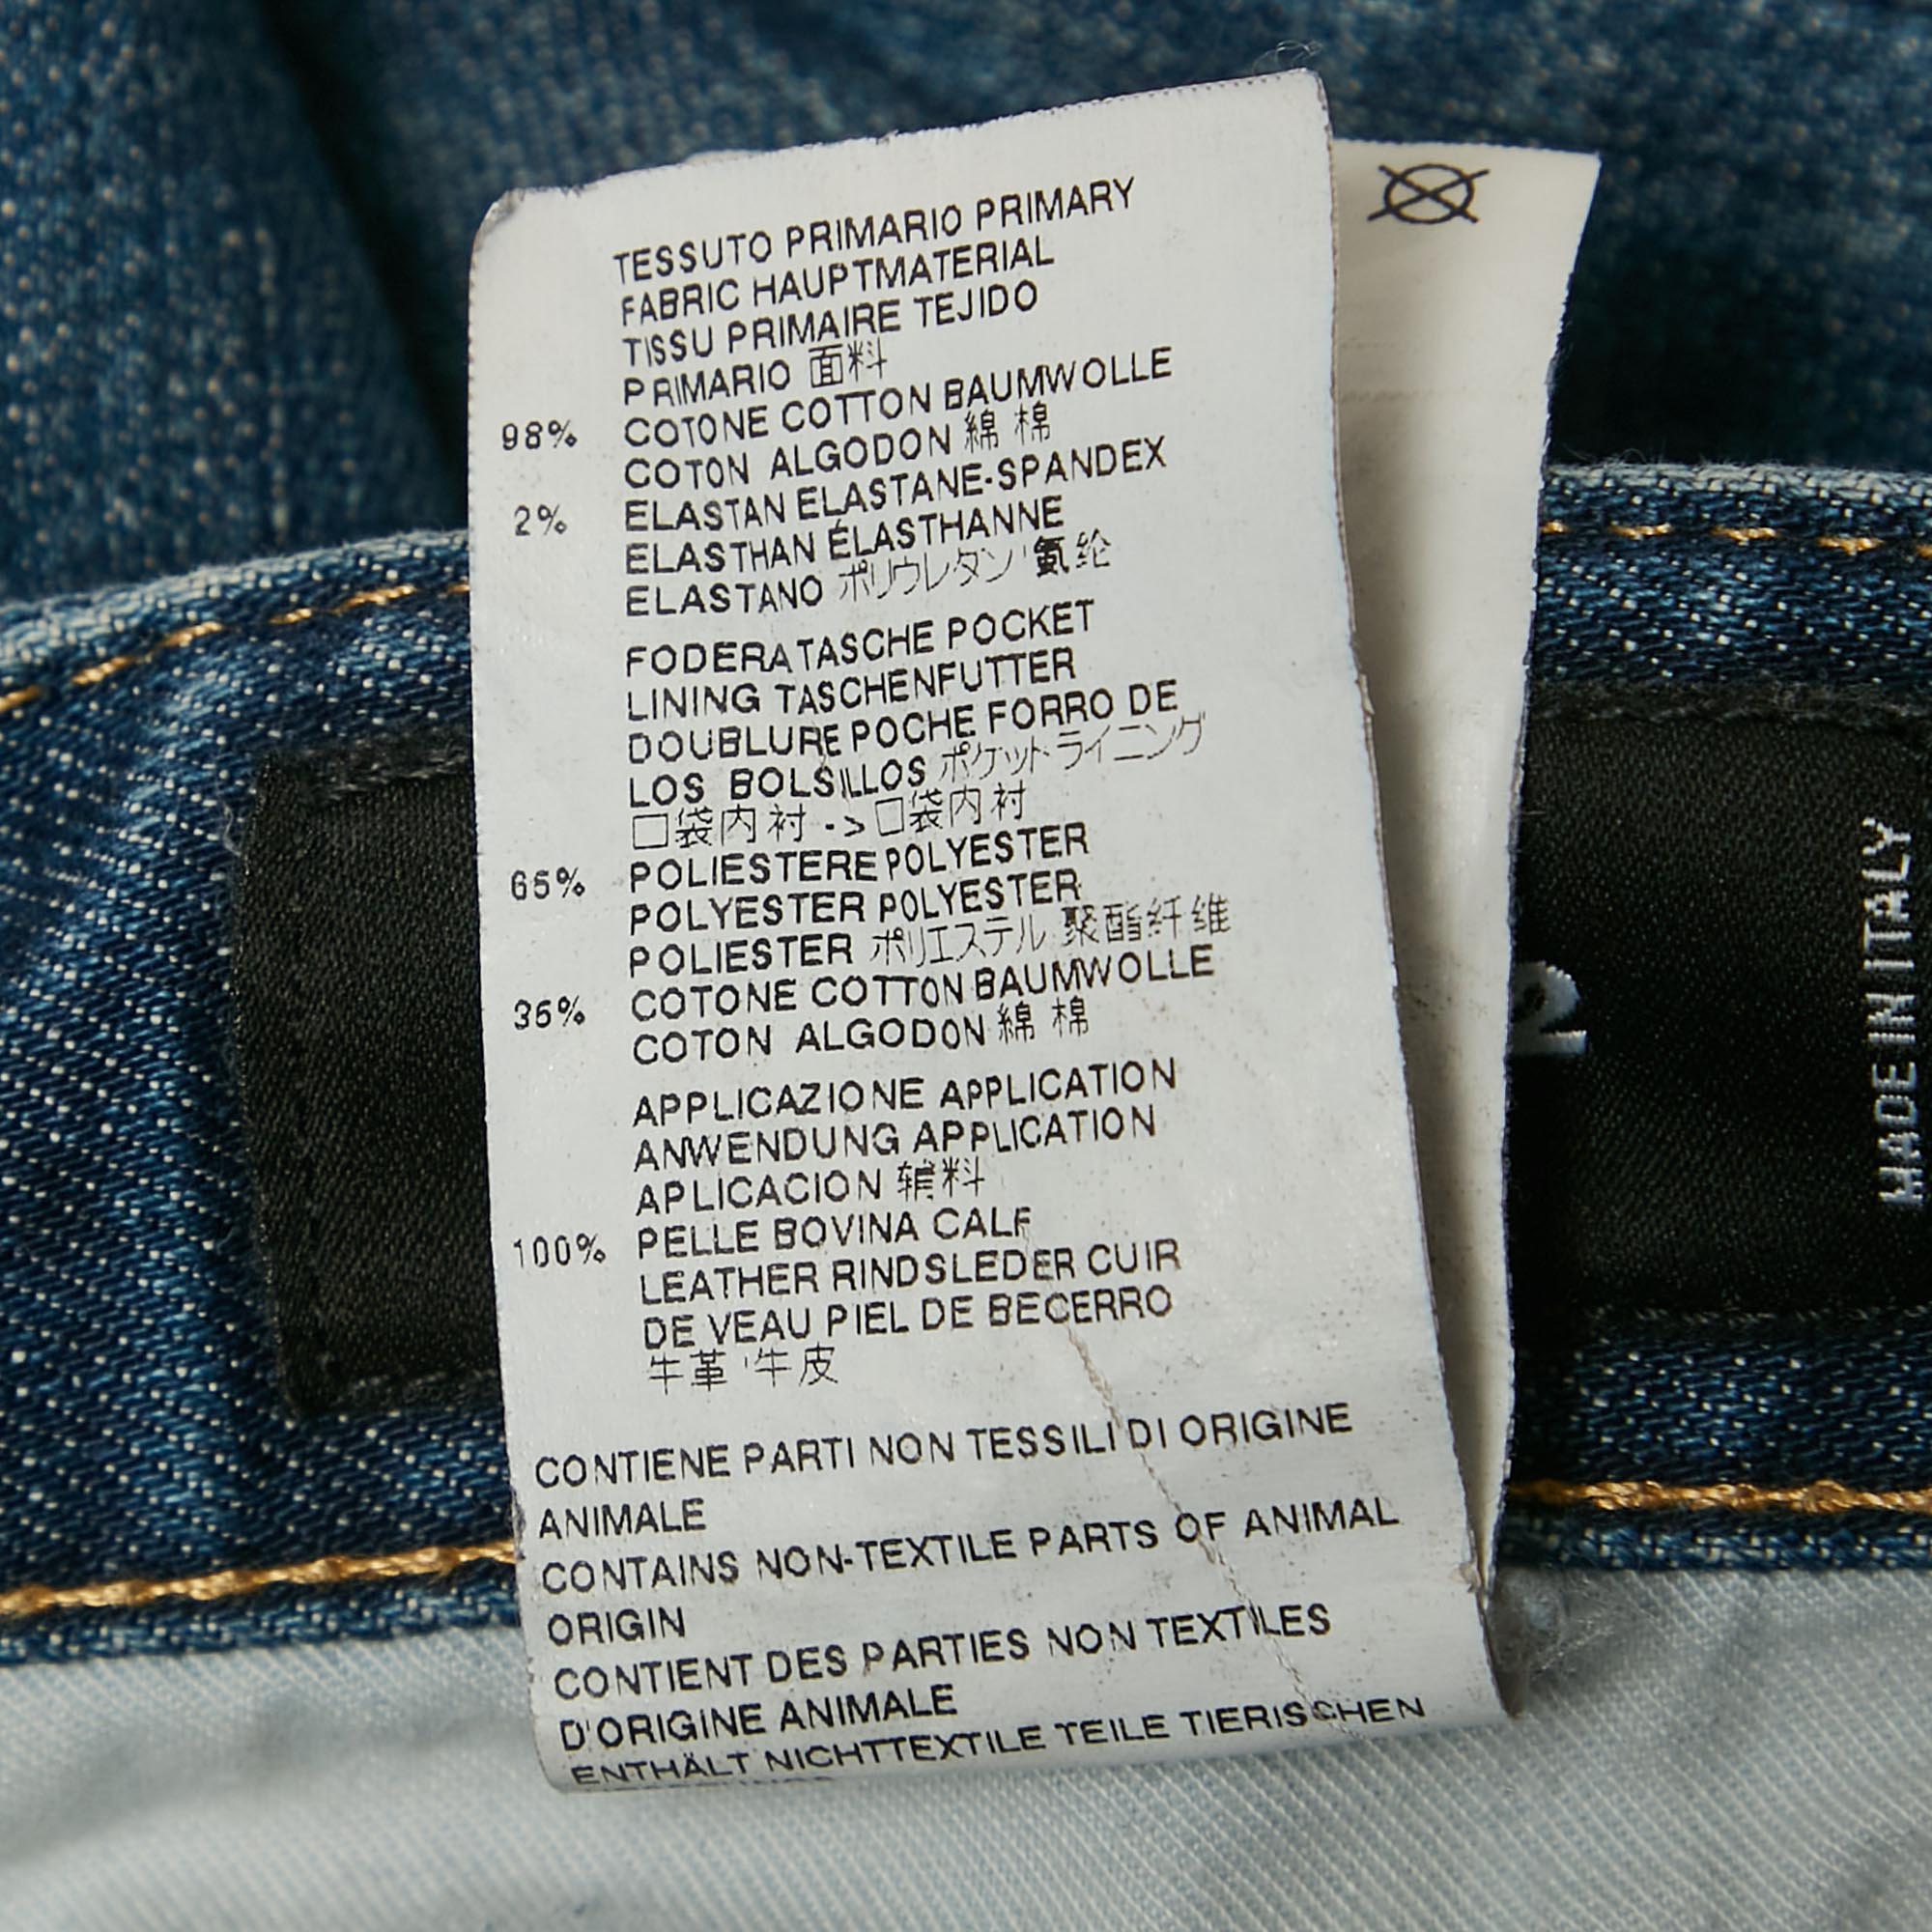 TESSUTO PRIMARIO PRIMARY
FABRIC HAUPTMATERIAL
TISSU PRIMAIRE TEJIDO
PRIMARIO 面料
98% COTONE COTTON BAUMWOLLE
COTON ALGODON 綿 棉
2% ELASTAN ELASTANE-SPANDEX
ELASTHAN ÉLASTHANNE
ELASTANO ポリウレタン' 氨纶
FODERA TASCHE POCKET
LINING TASCHENFUTTER
DOUBLURE POCHE FORRO DE
LOS BOLSILLOS ポケットライニング
口袋内衬 -> 口袋内衬
65% POLIESTERE POLYESTER
POLYESTER POLYESTER
POLIESTER ポリエステル 聚酯纤维
35% COTONE COTTON BAUMWOLLE
COTON ALGODON 綿 棉
APPLICAZIONE APPLICATION
ANWENDUNG APPLICATION
APLICACION 辅料
100% PELLE BOVINA CALF
LEATHER RINDSLEDER CUIR
DE VEAU PIEL DE BECERRO
牛革 '牛皮
CONTIENE PARTI NON TESSILI DI ORIGINE
ANIMALE
CONTAINS NON-TEXTILE PARTS OF ANIMAL
ORIGIN
CONTIENT DES PARTIES NON TEXTILES
D'ORIGINE ANIMALE
ENTHÄLT NICHTTEXTILE TEILE TIERISCHEN
2
MADE IN ITALY